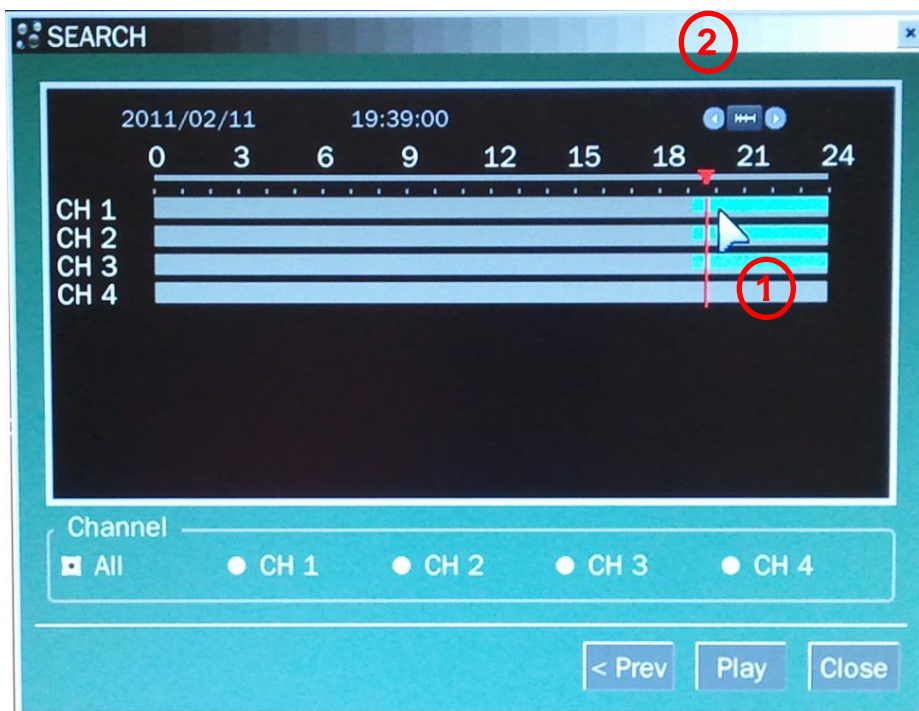 SEARCH
2
2011/02/11 19:39:00
0 3 6 9 12 15 18 21 24
CH 1
CH 2
CH 3
1
CH 4
Channel
All CH 1 CH 2 CH 3 CH 4
< Prev Play Close